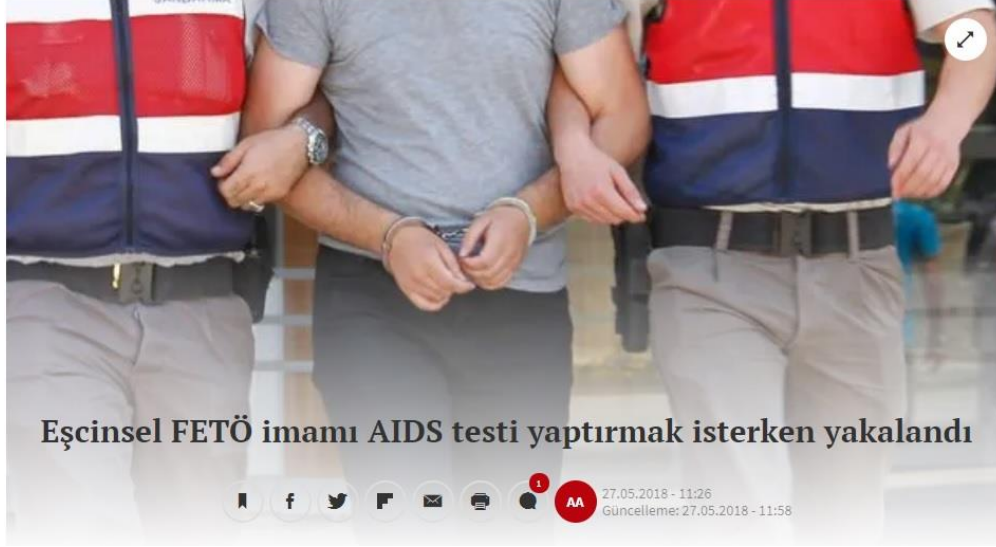 Eşcinsel FETÖ imamı AIDS testi yaptırmak isterken yakalandı
1
AA
27.05.2018 - 11:26
Güncelleme: 27.05.2018 - 11:58